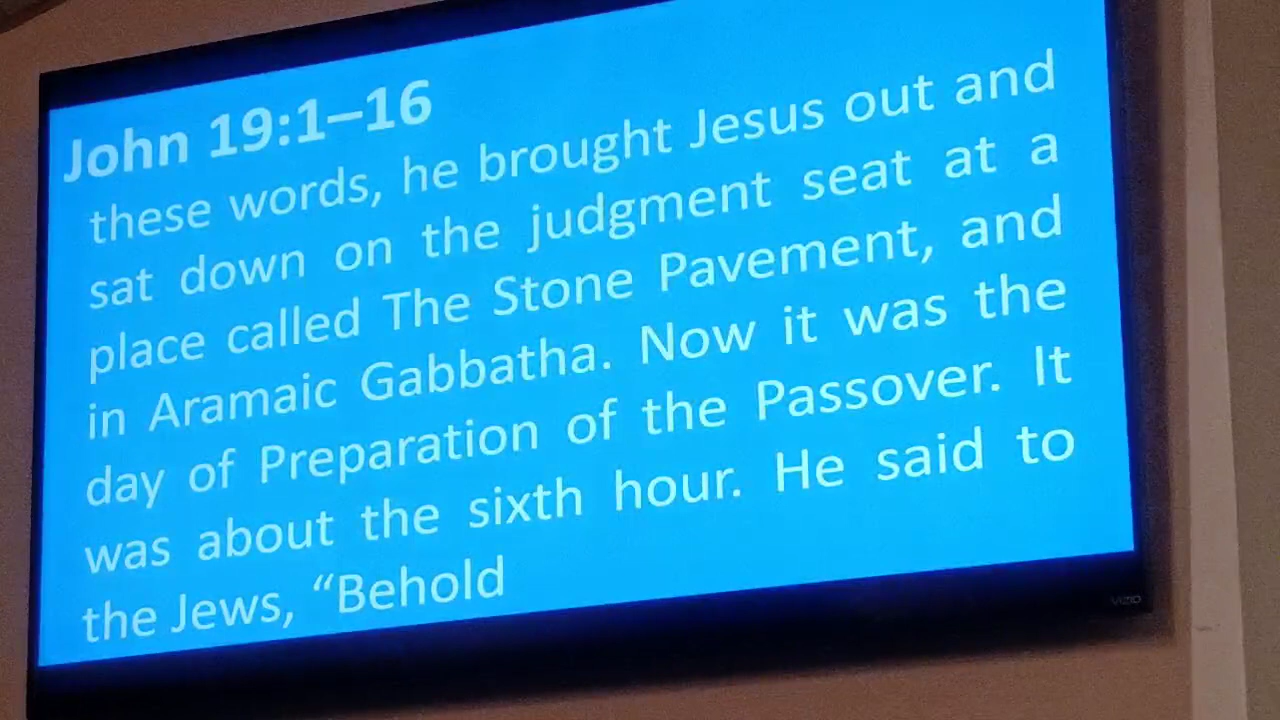 John 19:1–16
these words, he brought Jesus out and
sat down on the judgment seat at a
place called The Stone Pavement, and
in Aramaic Gabbatha. Now it was the
day of Preparation of the Passover. It
was about the sixth hour. He said to
the Jews, “Behold
VIZIO